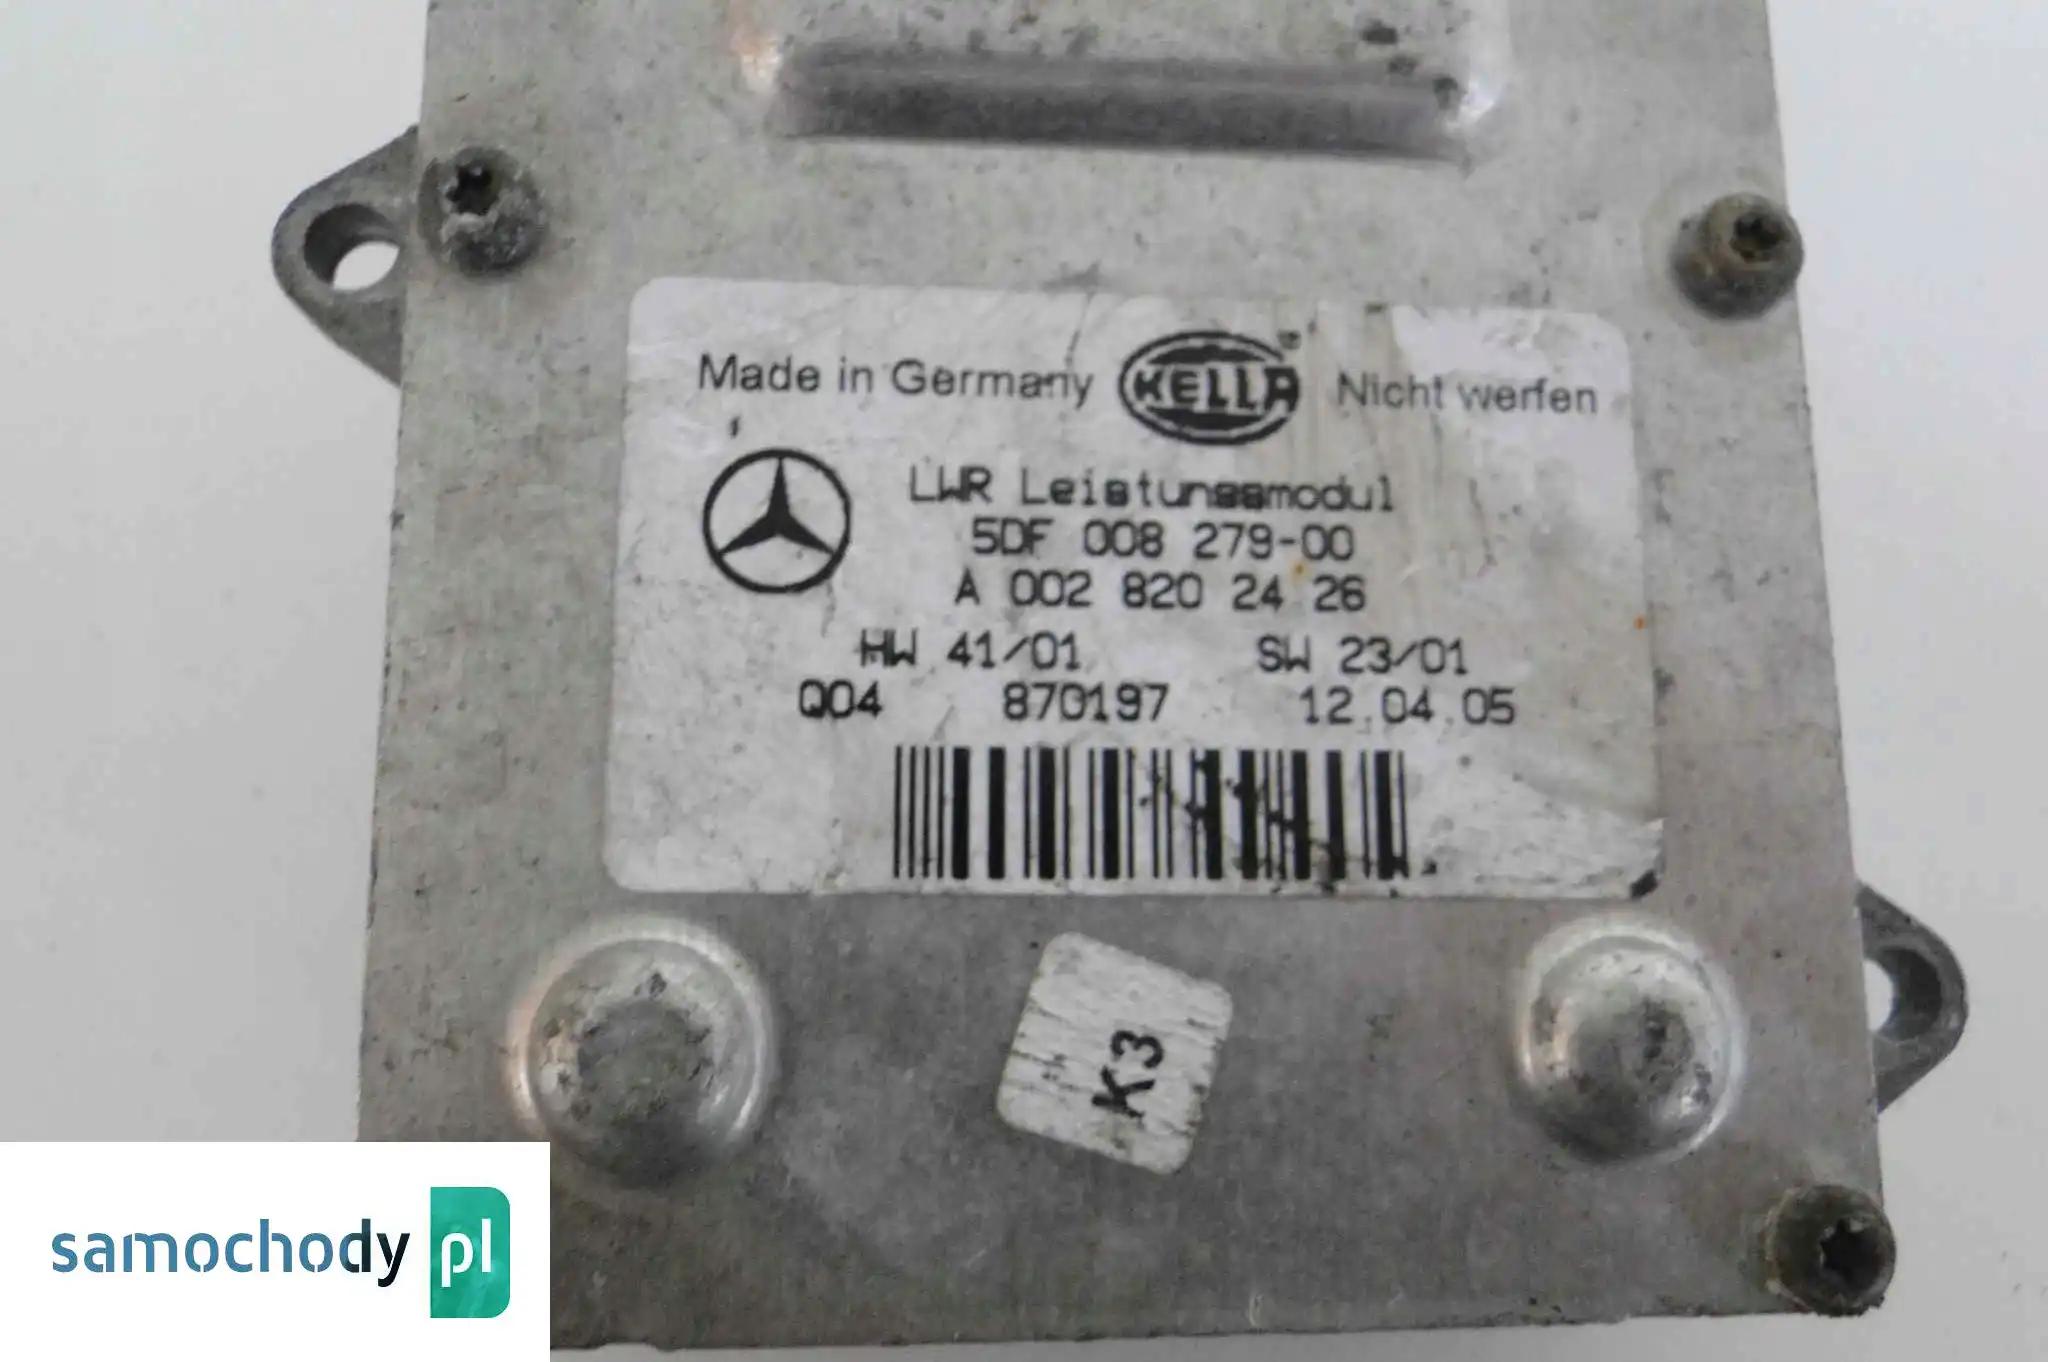 Made in Germany HELLA Nicht werfen
LWR Leistungsmodul
5DF 008 279-00
A 002 820 24 26
HW 41/01 SW 23/01
Q04 870197 12.04.05
K3
samochody pl